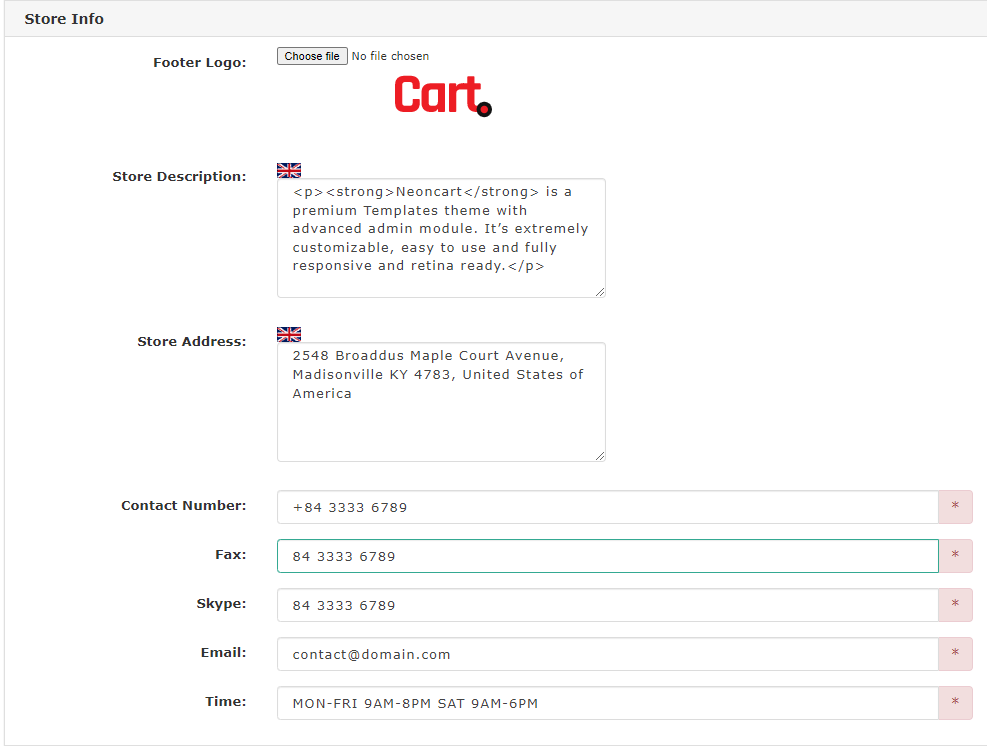 Store Info
Footer Logo:
Choose file No file chosen
Cart
Store Description:
<p><strong>Neoncart</strong> is a
premium Templates theme with
advanced admin module. It’s extremely
customizable, easy to use and fully
responsive and retina ready.</p>
Store Address:
2548 Broaddus Maple Court Avenue,
Madisonville KY 4783, United States of
America
Contact Number: +84 3333 6789 *
Fax: 84 3333 6789 *
Skype: 84 3333 6789 *
Email: contact@domain.com *
Time: MON-FRI 9AM-8PM SAT 9AM-6PM *